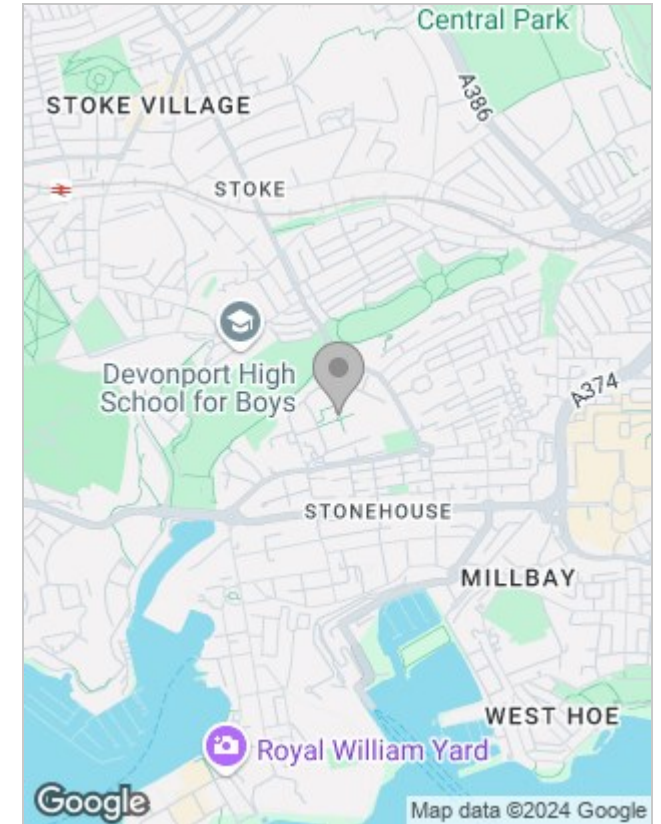 Central Park
A386
STOKE VILLAGE
STOKE
Devonport High
School for Boys
A374
STONEHOUSE
MILLBAY
WEST HOE
Royal William Yard
Google
Map data ©2024 Google